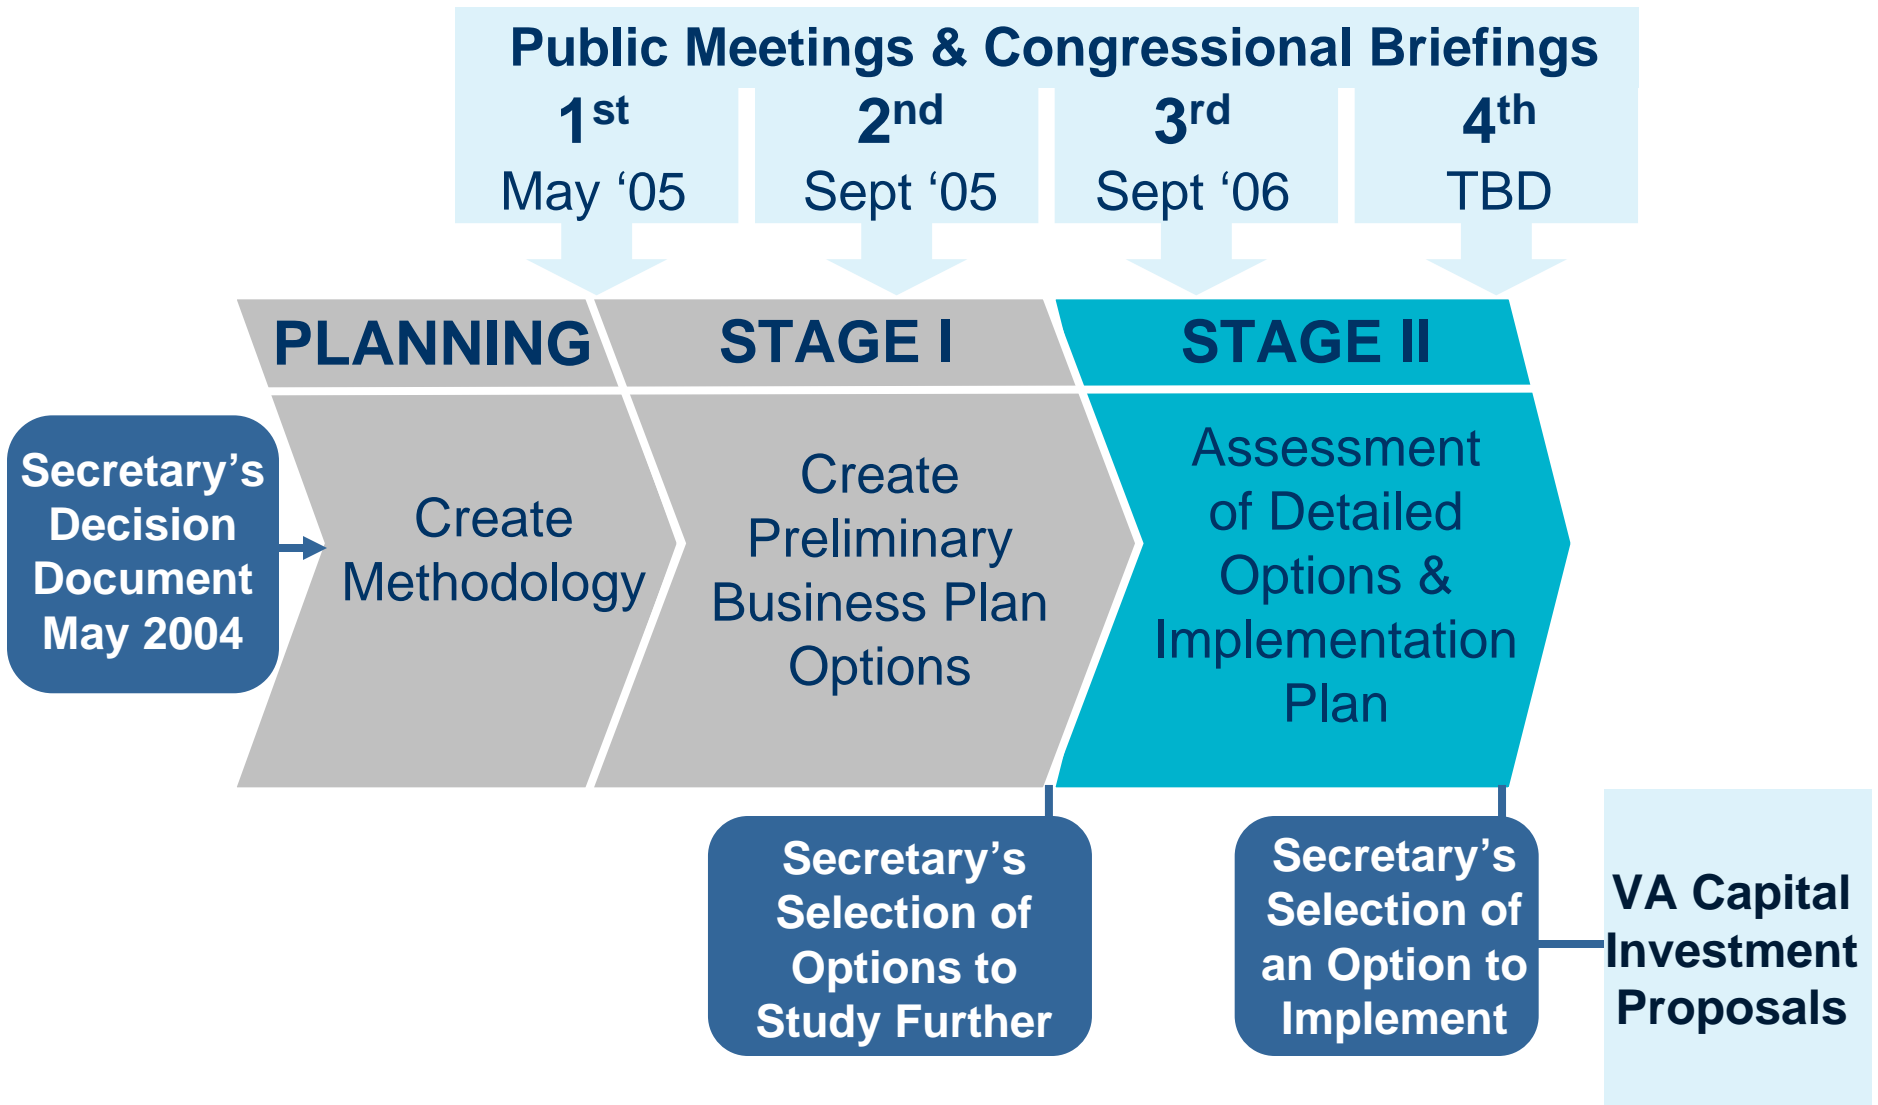 Public Meetings & Congressional Briefings
1st
May ‘05
2nd
Sept ‘05
3rd
Sept ‘06
4th
TBD
PLANNING
STAGE I
STAGE II
Secretary’s
Decision
Document
May 2004
Create
Methodology
Create
Preliminary
Business Plan
Options
Assessment
of Detailed
Options &
Implementation
Plan
Secretary’s
Selection of
Options to
Study Further
Secretary’s
Selection of
an Option to
Implement
VA Capital
Investment
Proposals